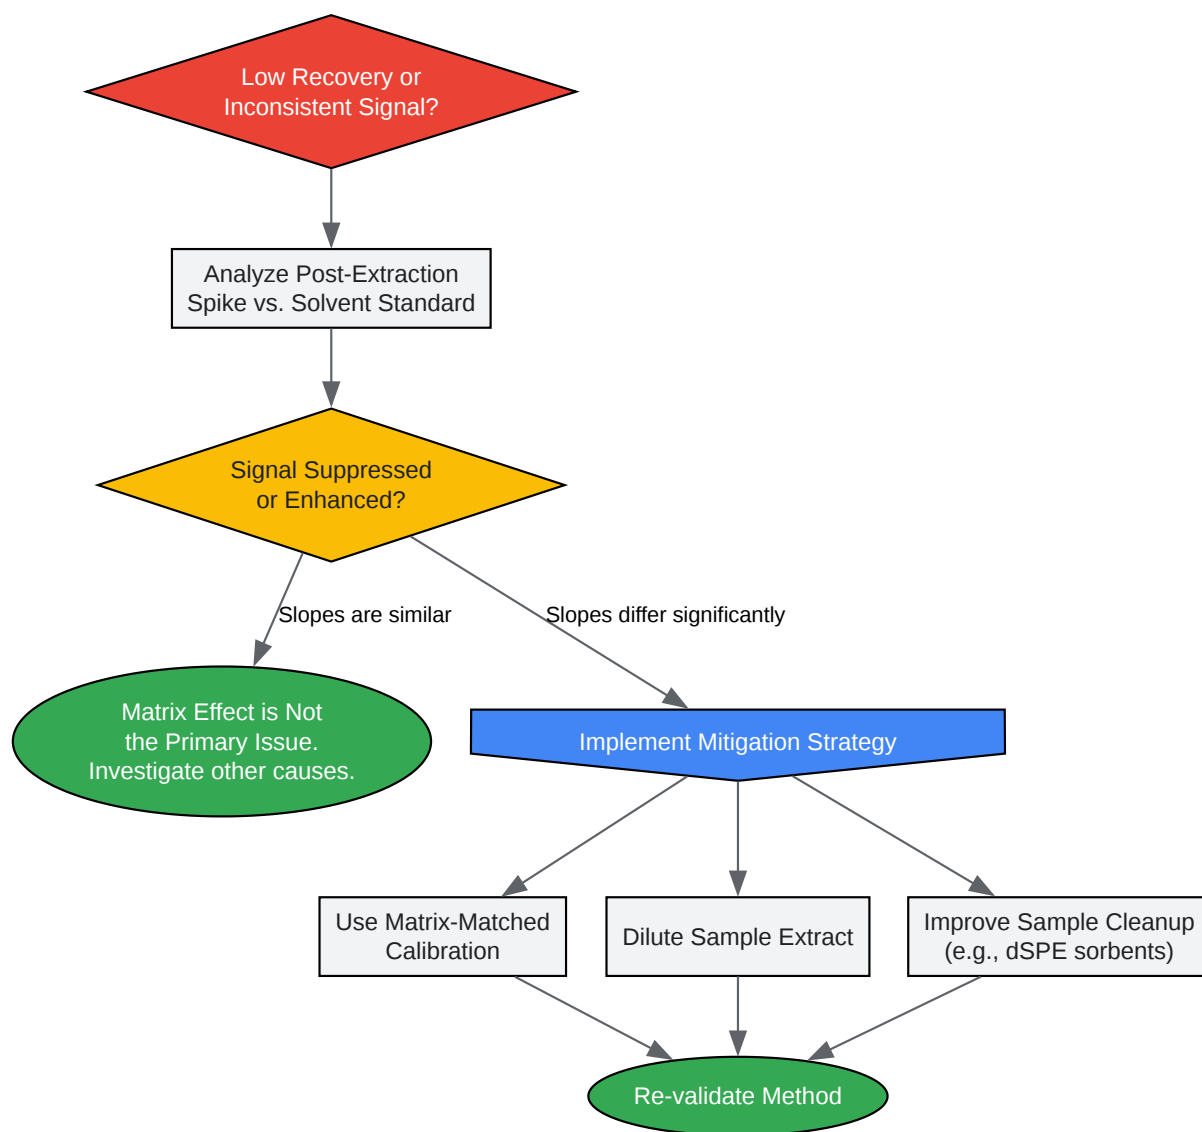 Low Recovery or
Inconsistent Signal?
Analyze Post-Extraction
Spike vs. Solvent Standard
Signal Suppressed
or Enhanced?
Slopes are similar
Slopes differ significantly
Matrix Effect is Not
the Primary Issue.
Investigate other causes.
Implement Mitigation Strategy
Use Matrix-Matched
Calibration
Dilute Sample Extract
Improve Sample Cleanup
(e.g., dSPE sorbents)
Re-validate Method